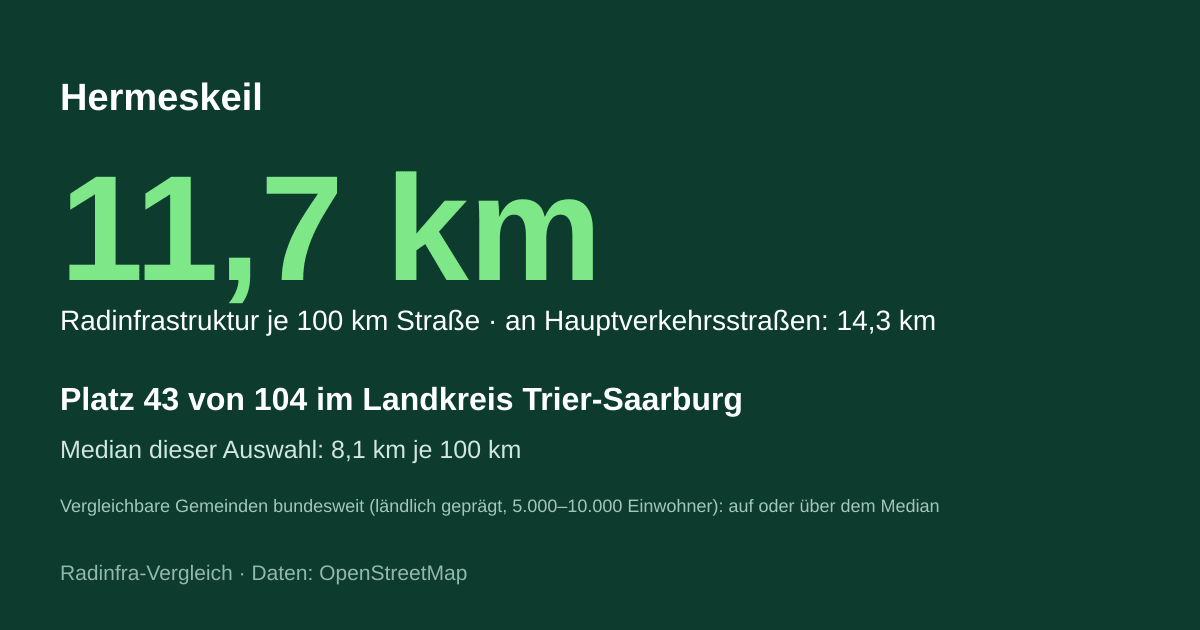 Hermeskeil
11,7 km
Radinfrastruktur je 100 km Straße · an Hauptverkehrsstraßen: 14,3 km
Platz 43 von 104 im Landkreis Trier-Saarburg
Median dieser Auswahl: 8,1 km je 100 km
Vergleichbare Gemeinden bundesweit (ländlich geprägt, 5.000–10.000 Einwohner): auf oder über dem Median
Radinfra-Vergleich · Daten: OpenStreetMap